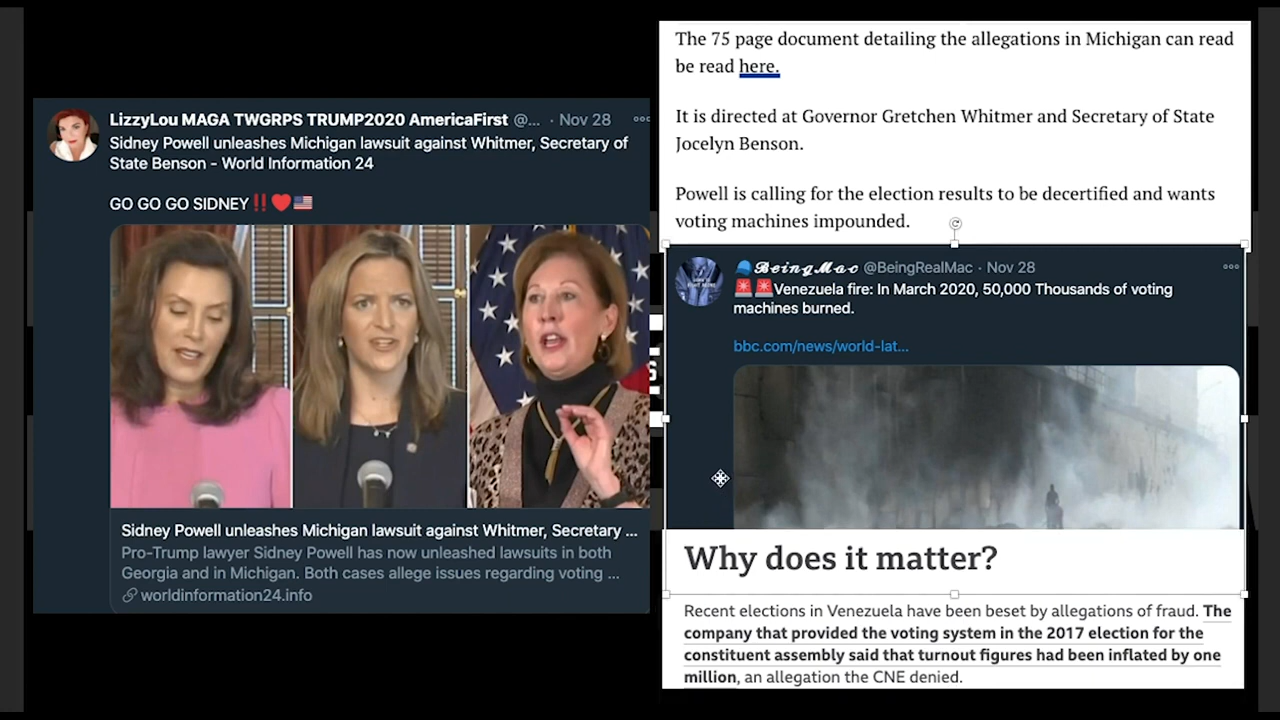 LizzyLou MAGA TWGRPS TRUMP2020 AmericaFirst @... · Nov 28
Sidney Powell unleashes Michigan lawsuit against Whitmer, Secretary of
State Benson - World Information 24
GO GO GO SIDNEY‼️❤️🇺🇸
Sidney Powell unleashes Michigan lawsuit against Whitmer, Secretary ...
Pro-Trump lawyer Sidney Powell has now unleashed lawsuits in both
Georgia and in Michigan. Both cases allege issues regarding voting ...
worldinformation24.info
The 75 page document detailing the allegations in Michigan can read
be read here.
It is directed at Governor Gretchen Whitmer and Secretary of State
Jocelyn Benson.
Powell is calling for the election results to be decertified and wants
voting machines impounded.
🧢𝓑𝓮𝓲𝓷𝓰𝓜𝓪𝓬 @BeingRealMac · Nov 28
🚨🚨Venezuela fire: In March 2020, 50,000 Thousands of voting
machines burned.
bbc.com/news/world-lat...
Why does it matter?
Recent elections in Venezuela have been beset by allegations of fraud. The
company that provided the voting system in the 2017 election for the
constituent assembly said that turnout figures had been inflated by one
million, an allegation the CNE denied.